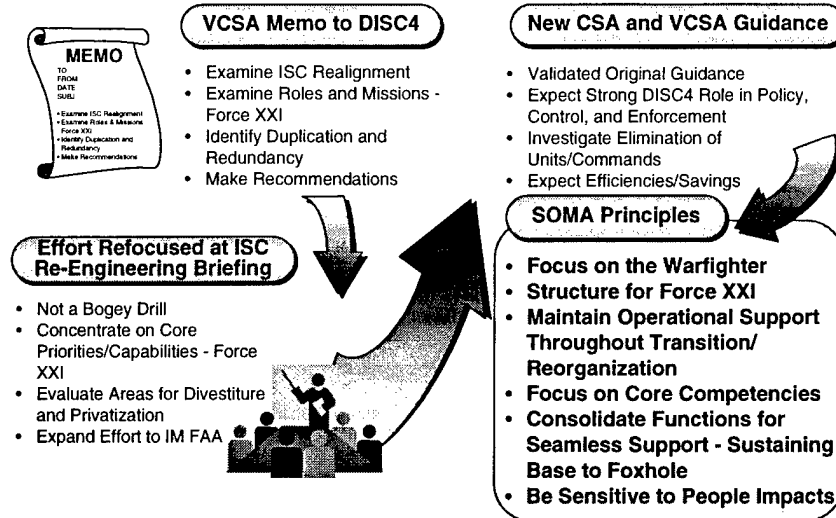 VCSA Memo to DISC4
MEMO
TO
FROM
DATE
SUBJ
• Examine ISC Realignment
• Examine Roles & Missions
Force XXI
• Identify Duplication and
Redundancy
• Make Recommendations
• Examine ISC Realignment
• Examine Roles and Missions -
Force XXI
• Identify Duplication and
Redundancy
• Make Recommendations
New CSA and VCSA Guidance
• Validated Original Guidance
• Expect Strong DISC4 Role in Policy,
Control, and Enforcement
• Investigate Elimination of
Units/Commands
• Expect Efficiencies/Savings
Effort Refocused at ISC
Re-Engineering Briefing
• Not a Bogey Drill
• Concentrate on Core
Priorities/Capabilities - Force
XXI
• Evaluate Areas for Divestiture
and Privatization
• Expand Effort to IM FAA
SOMA Principles
• Focus on the Warfighter
• Structure for Force XXI
• Maintain Operational Support
Throughout Transition/
Reorganization
• Focus on Core Competencies
• Consolidate Functions for
Seamless Support - Sustaining
Base to Foxhole
• Be Sensitive to People Impacts